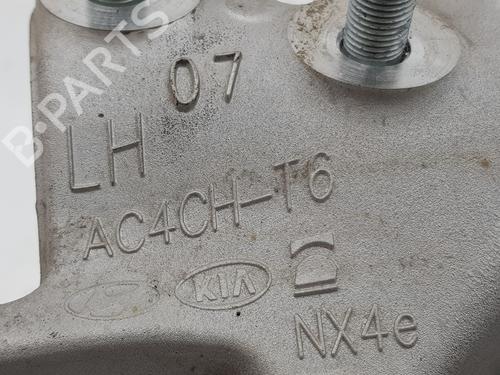 B-PARTS
07
LH
AC4CH-T6
KIA
NX4e